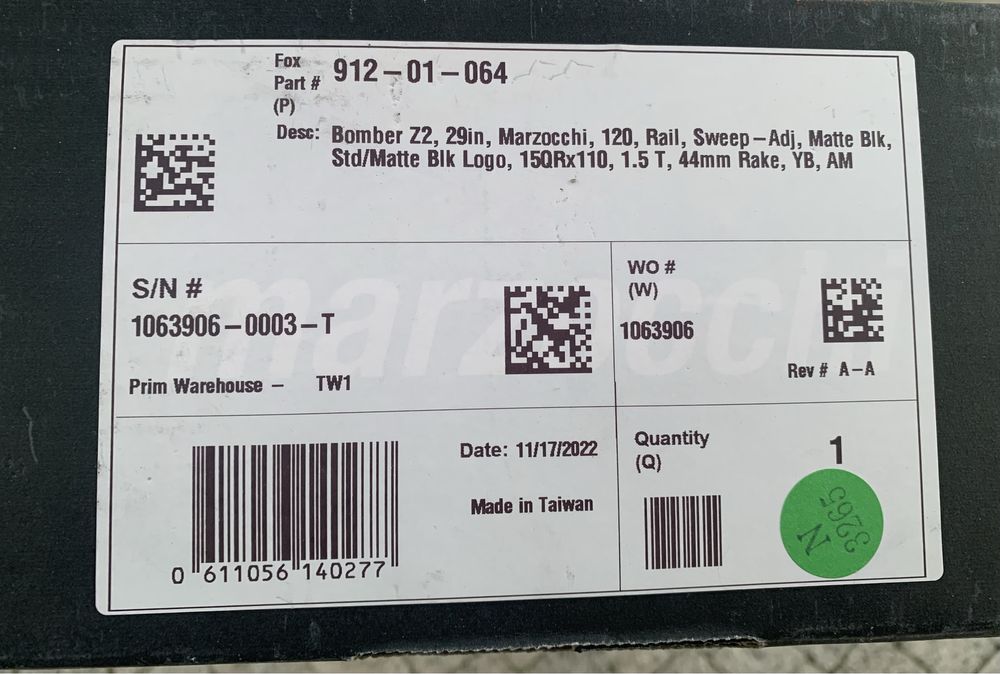 Fox
Part #
(P)
912-01-064
Desc: Bomber Z2, 29in, Marzocchi, 120, Rail, Sweep-Adj, Matte Blk,
Std/Matte Blk Logo, 15QRx110, 1.5 T, 44mm Rake, YB, AM
marzocchi
S/N #
1063906-0003-T
Prim Warehouse - TW1
WO #
(W)
1063906
Rev # A-A
Date: 11/17/2022
Made in Taiwan
0 611056 140277
Quantity
(Q)
1
N
3265